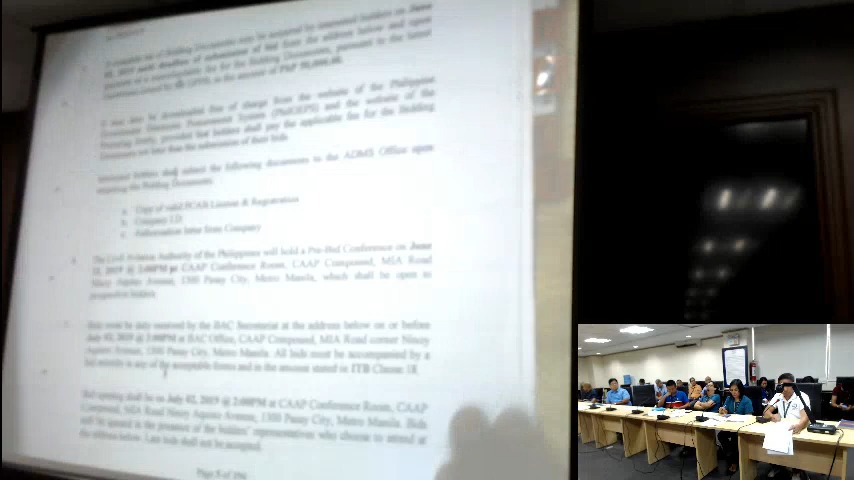 complete set of Bidding Documents may be acquired by interested Bidders on June
2019 until deadline of submission of bid from the address below and upon
payment of a nonrefundable fee for the Bidding Documents, pursuant to the latest
Guidelines issued by the GPPB, in the amount of PhP 50,000.00.
It may also be downloaded free of charge from the website of the Philippine
Government Electronic Procurement System (PhilGEPS) and the website of the
Procuring Entity, provided that bidders shall pay the applicable fee for the Bidding
Documents not later than the submission of their bids.
Interested bidders shall submit the following documents to the ADMS Office upon
acquiring the Bidding Documents:
a. Copy of valid PCAB License & Registration
b. Company I.D.
c. Authorization letter from Company
The Civil Aviation Authority of the Philippines will hold a Pre-Bid Conference on June
2019 @ 2:00PM at CAAP Conference Room, CAAP Compound, MIA Road
Ninoy Aquino Avenue, 1300 Pasay City, Metro Manila, which shall be open to
prospective bidders.
Bids must be duly received by the BAC Secretariat at the address below on or before
July 02, 2019 @ 2:00PM at BAC Office, CAAP Compound, MIA Road corner Ninoy
Aquino Avenue, 1300 Pasay City, Metro Manila. All bids must be accompanied by a
bid security in any of the acceptable forms and in the amount stated in ITB Clause 18.
Bid opening shall be on July 02, 2019 @ 2:00PM at CAAP Conference Room, CAAP
Compound, MIA Road Ninoy Aquino Avenue, 1300 Pasay City, Metro Manila. Bids
will be opened in the presence of the bidders' representatives who choose to attend at
the address below. Late bids shall not be accepted.
Page 5 of